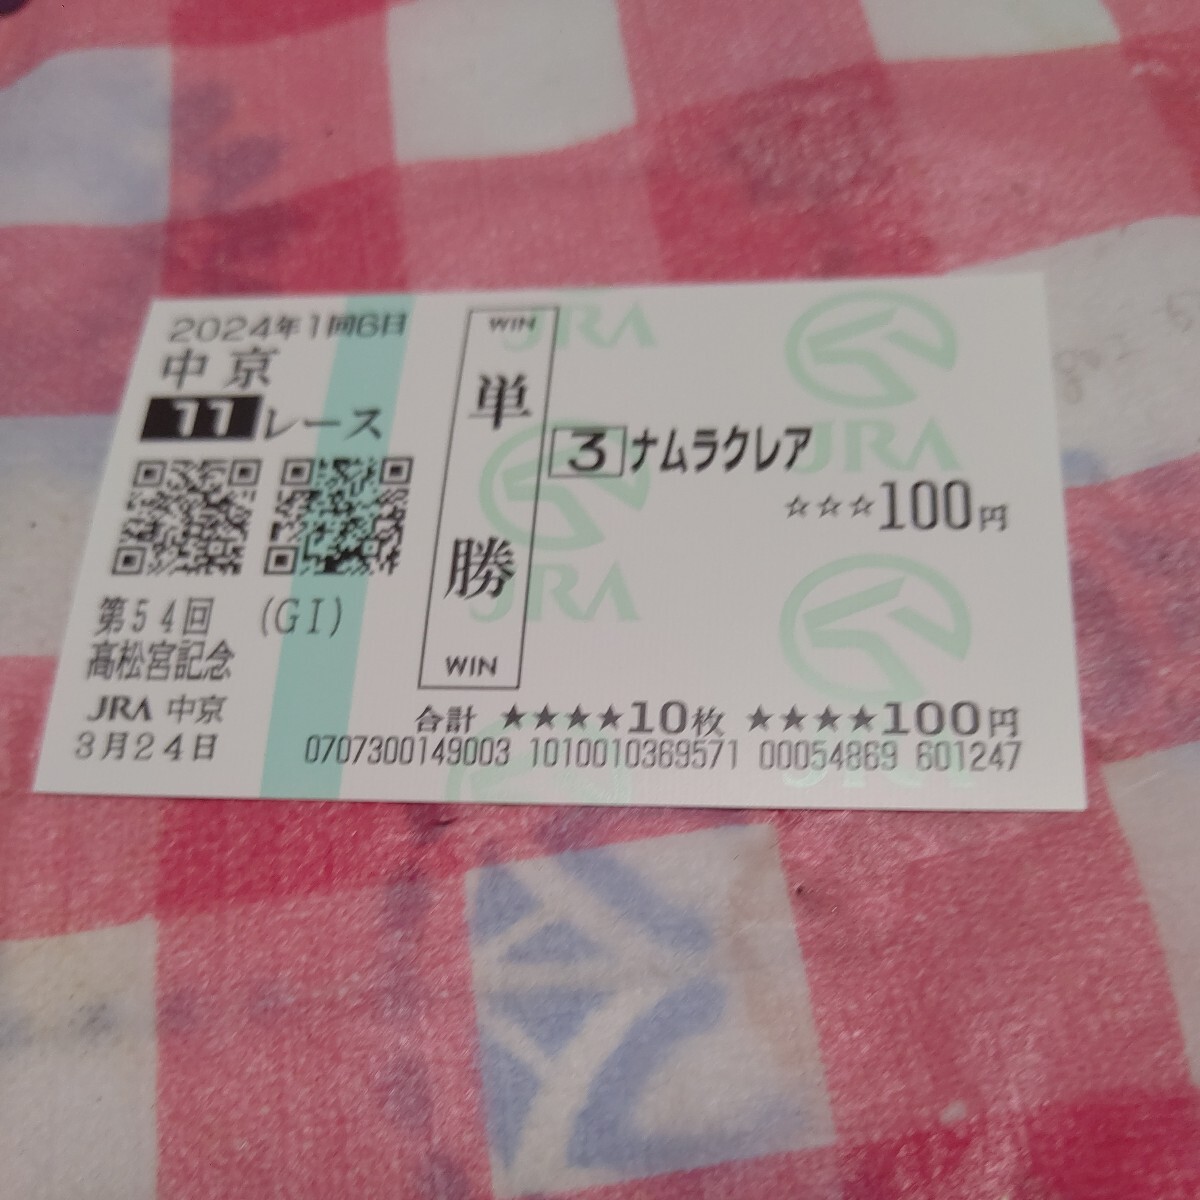 2024年1回6日
中京
11レース
第54回 (GI)
高松宮記念
JRA 中京
3月24日
WIN
単勝
WIN
3 ナムラクレア
☆☆☆100円
合計 ★★★★10枚 ★★★★100円
0707300149003 1010010369571 00054869 601247
JRA
JRA
JRA